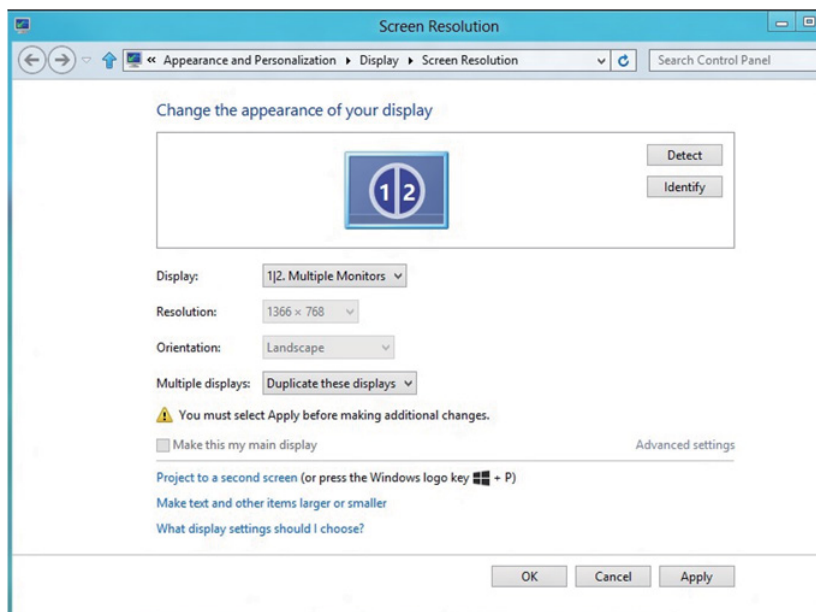 Screen Resolution
« Appearance and Personalization ▸ Display ▸ Screen Resolution
Search Control Panel
Change the appearance of your display
1|2
Detect
Identify
Display: 1|2. Multiple Monitors
Resolution: 1366 × 768
Orientation: Landscape
Multiple displays: Duplicate these displays
You must select Apply before making additional changes.
Make this my main display
Advanced settings
Project to a second screen (or press the Windows logo key + P)
Make text and other items larger or smaller
What display settings should I choose?
OK
Cancel
Apply